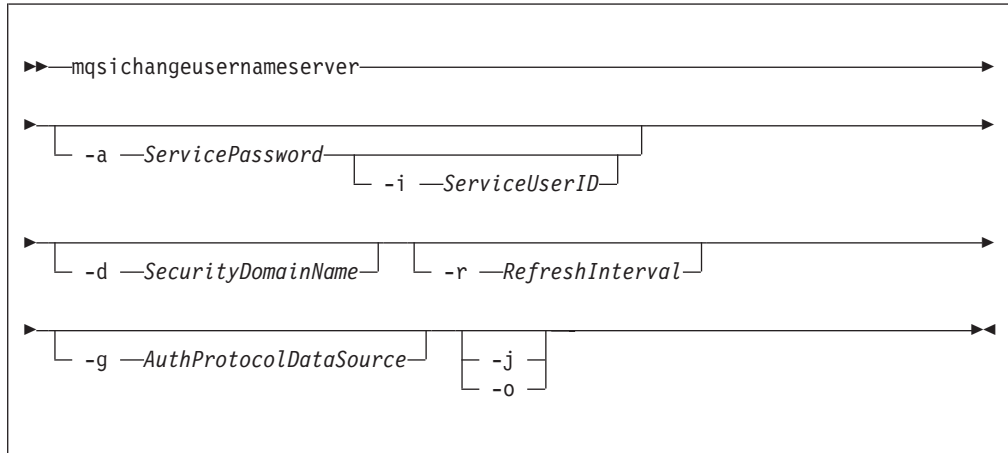 mqsichangeusernameserver
-a ServicePassword
-i ServiceUserID
-d SecurityDomainName -r RefreshInterval
-g AuthProtocolDataSource -j
-o